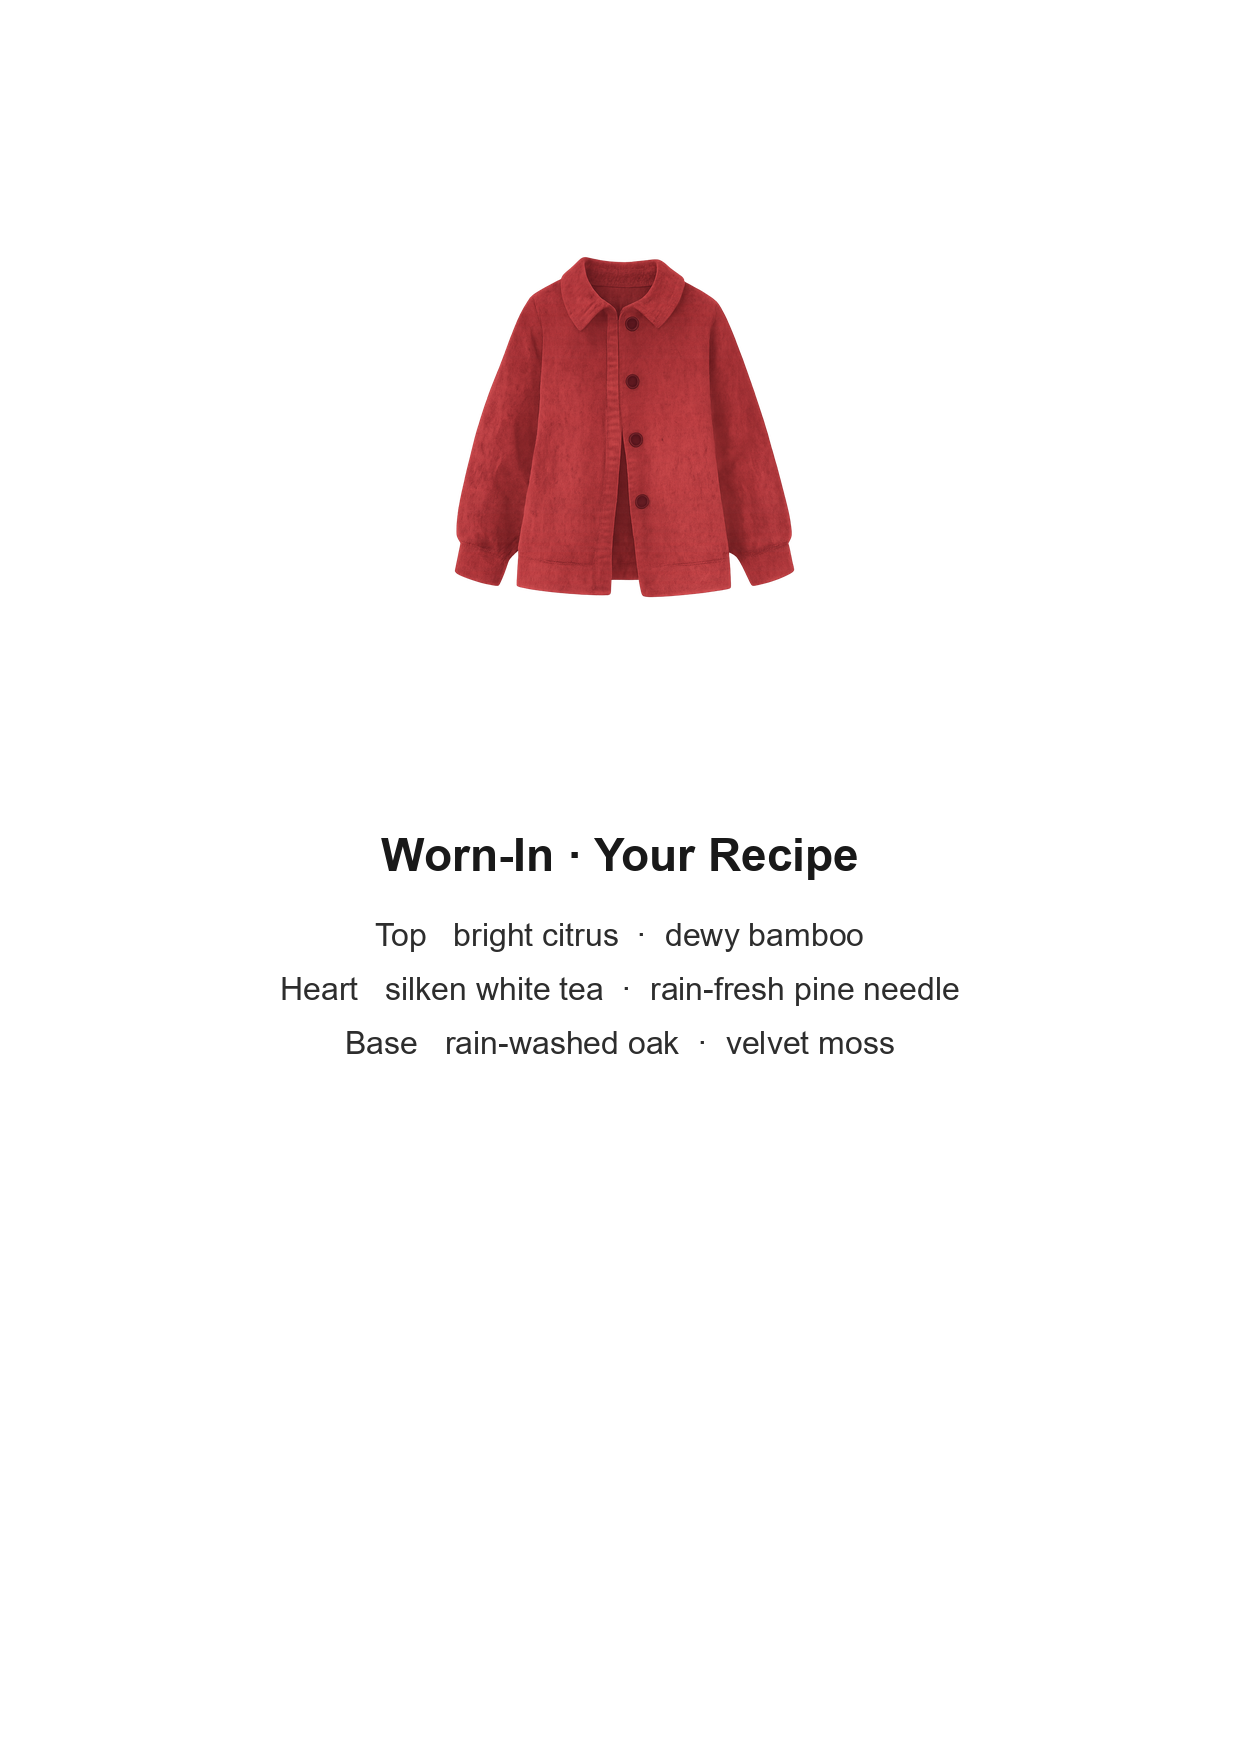 Worn-In · Your Recipe
Top bright citrus · dewy bamboo
Heart silken white tea · rain-fresh pine needle
Base rain-washed oak · velvet moss